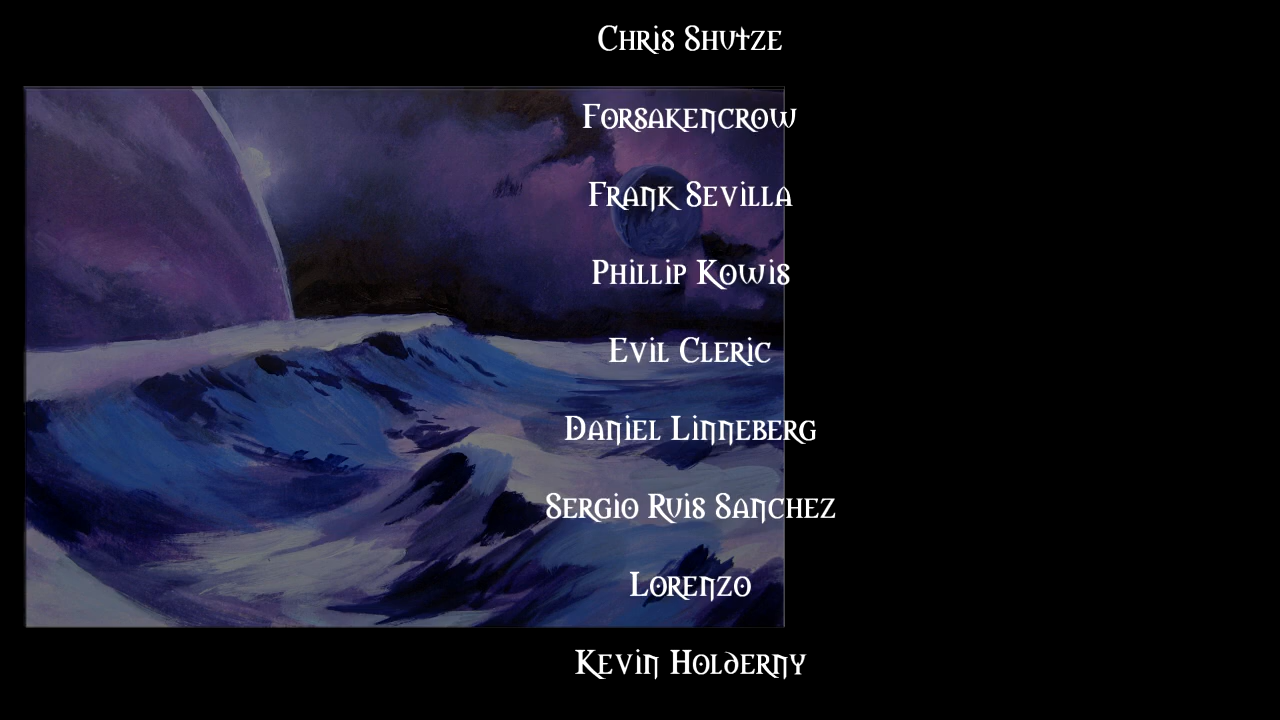 Chris Shutze
Forsakencrow
Frank Sevilla
Phillip Kowis
Evil Cleric
Daniel Linneberg
Sergio Ruis Sanchez
Lorenzo
Kevin Holderny